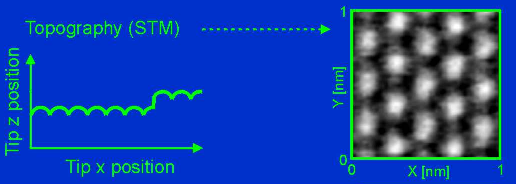 Topography (STM)
Tip z position
Tip x position
1
Y [nm]
0
0
X [nm]
1